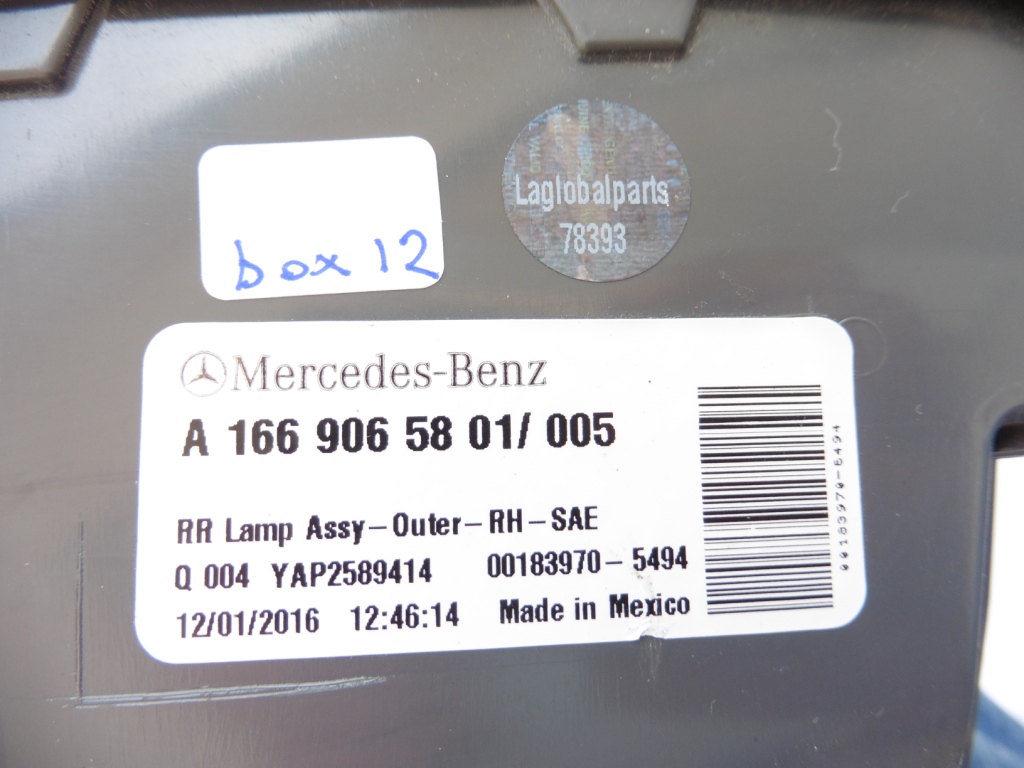 box 12
Laglobalparts
78393
Mercedes-Benz
A 166 906 58 01/ 005
RR Lamp Assy-Outer-RH-SAE
Q 004 YAP2589414 00183970-5494
12/01/2016 12:46:14 Made in Mexico
00183970-5494